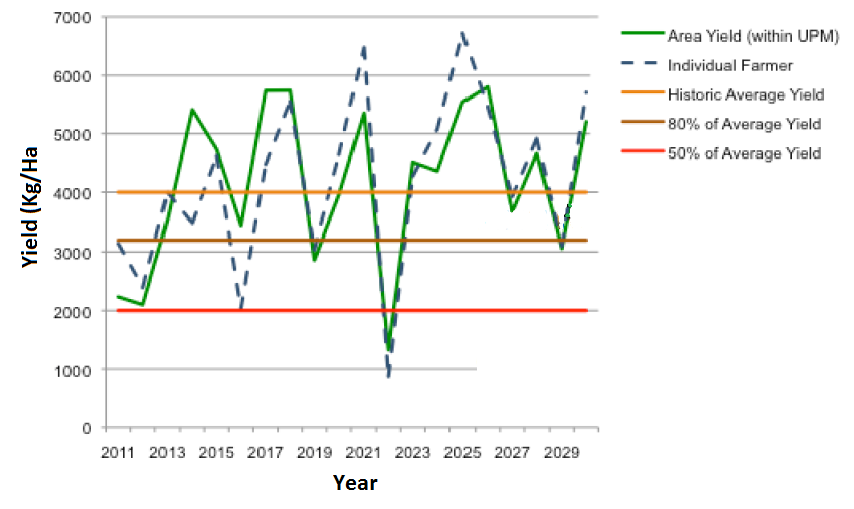 7000
6000
5000
4000
3000
2000
1000
0
Yield (Kg/Ha)
2011 2013 2015 2017 2019 2021 2023 2025 2027 2029
Year
Area Yield (within UPM)
Individual Farmer
Historic Average Yield
80% of Average Yield
50% of Average Yield